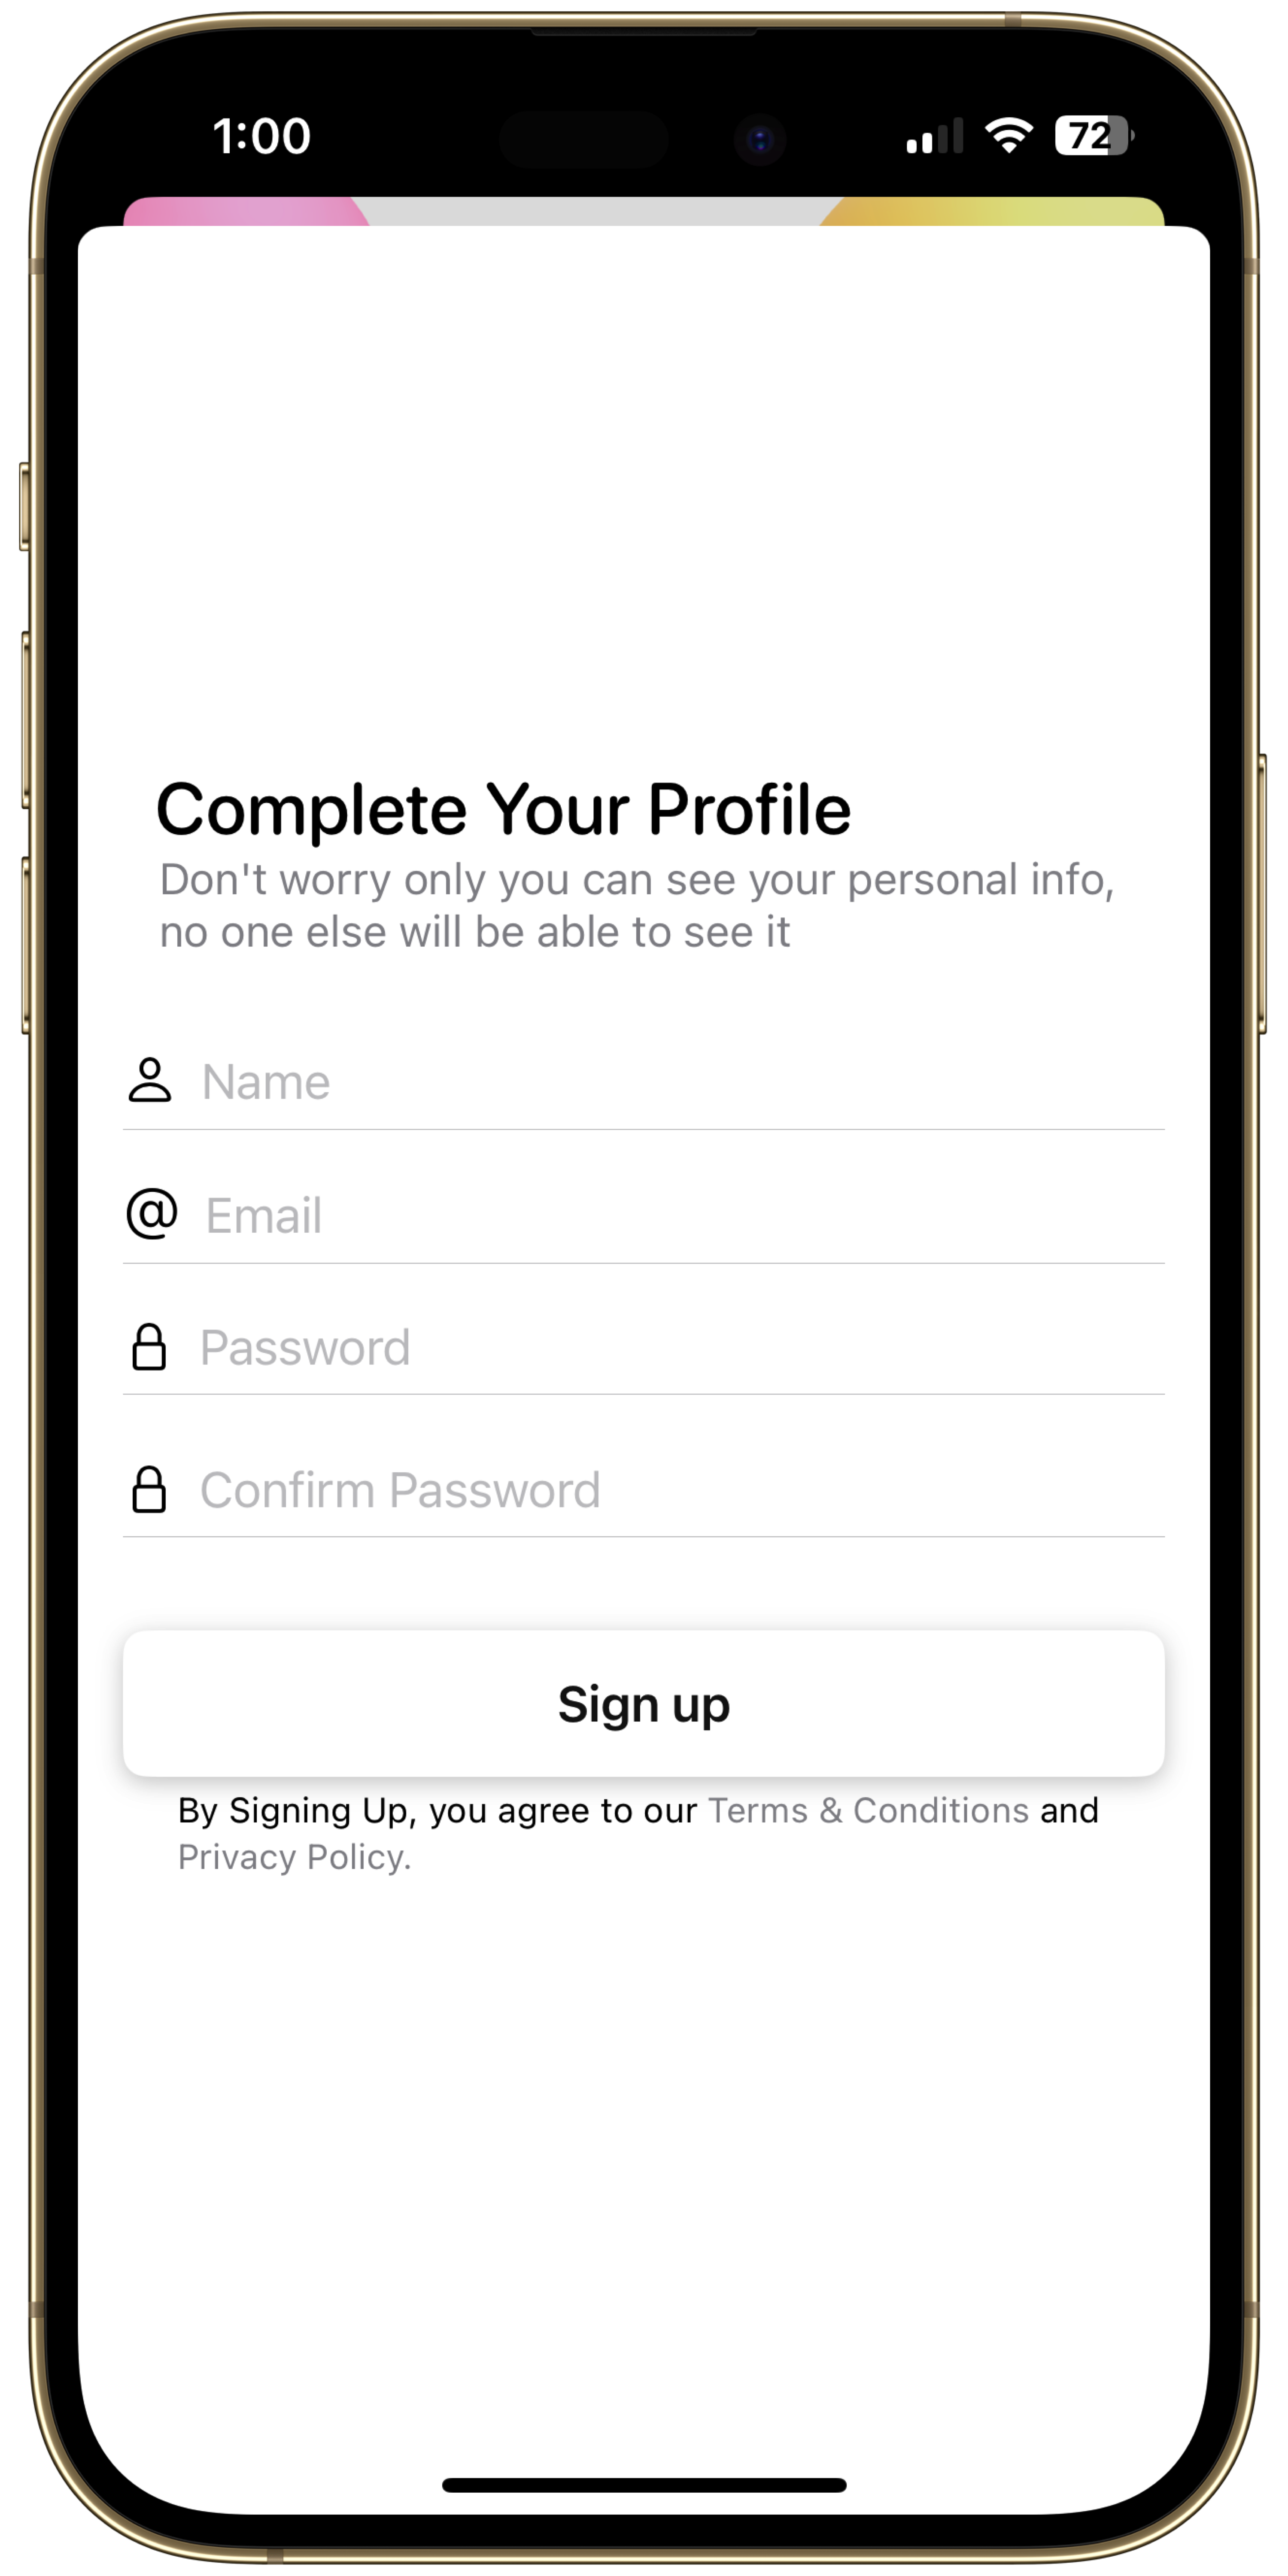 1:00
72
Complete Your Profile
Don't worry only you can see your personal info,
no one else will be able to see it
Name
@ Email
Password
Confirm Password
Sign up
By Signing Up, you agree to our Terms & Conditions and
Privacy Policy.